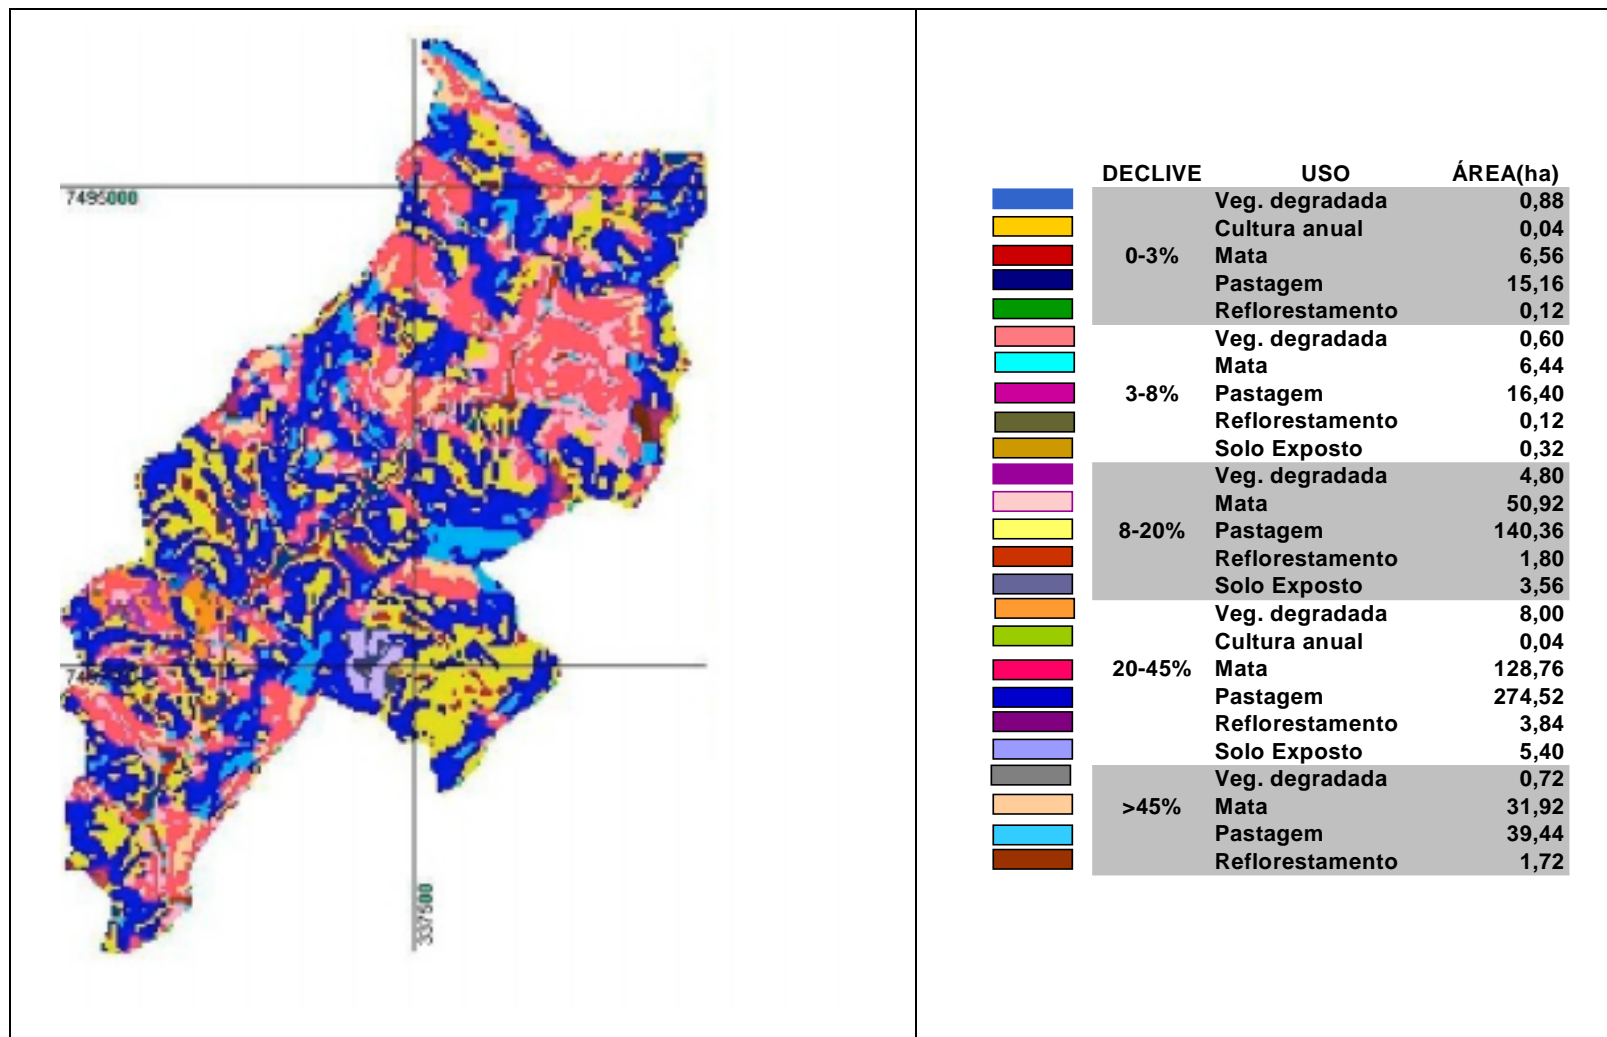 7495000
337500
DECLIVE USO ÁREA(ha)
Veg. degradada 0,88
Cultura anual 0,04
0-3% Mata 6,56
Pastagem 15,16
Reflorestamento 0,12
Veg. degradada 0,60
Mata 6,44
3-8% Pastagem 16,40
Reflorestamento 0,12
Solo Exposto 0,32
Veg. degradada 4,80
Mata 50,92
8-20% Pastagem 140,36
Reflorestamento 1,80
Solo Exposto 3,56
Veg. degradada 8,00
Cultura anual 0,04
20-45% Mata 128,76
Pastagem 274,52
Reflorestamento 3,84
Solo Exposto 5,40
Veg. degradada 0,72
>45% Mata 31,92
Pastagem 39,44
Reflorestamento 1,72